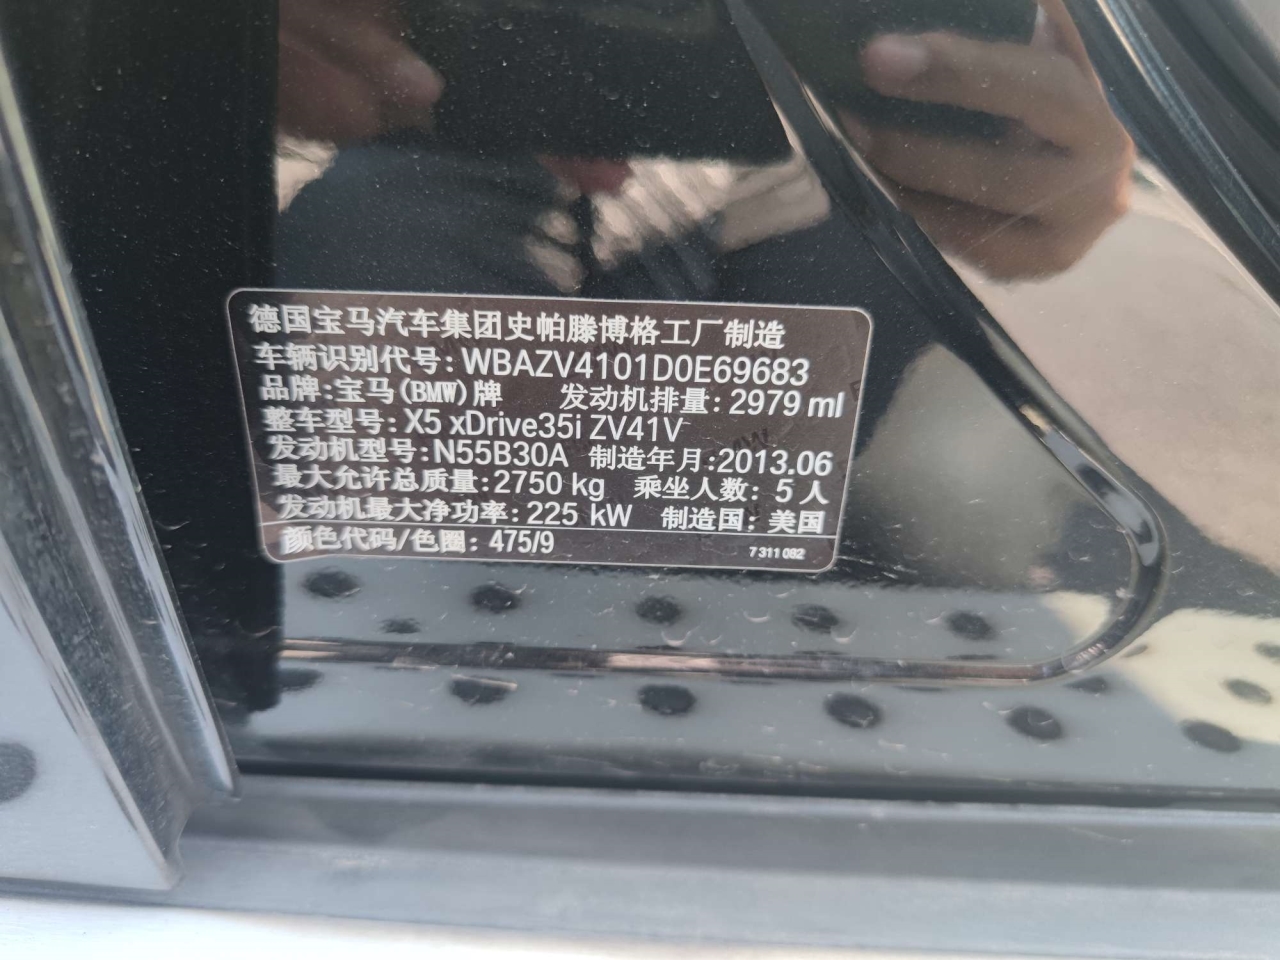 德国宝马汽车集团史帕滕博格工厂制造
车辆识别代号: WBAZV4101D0E69683
品牌:宝马(BMW)牌 发动机排量: 2979 ml
整车型号: X5 xDrive35i ZV41V
发动机型号: N55B30A 制造年月:2013.06
最大允许总质量:2750 kg 乘坐人数: 5人
发动机最大净功率: 225 kW 制造国: 美国
颜色代码/色圈: 475/9 7 311 082